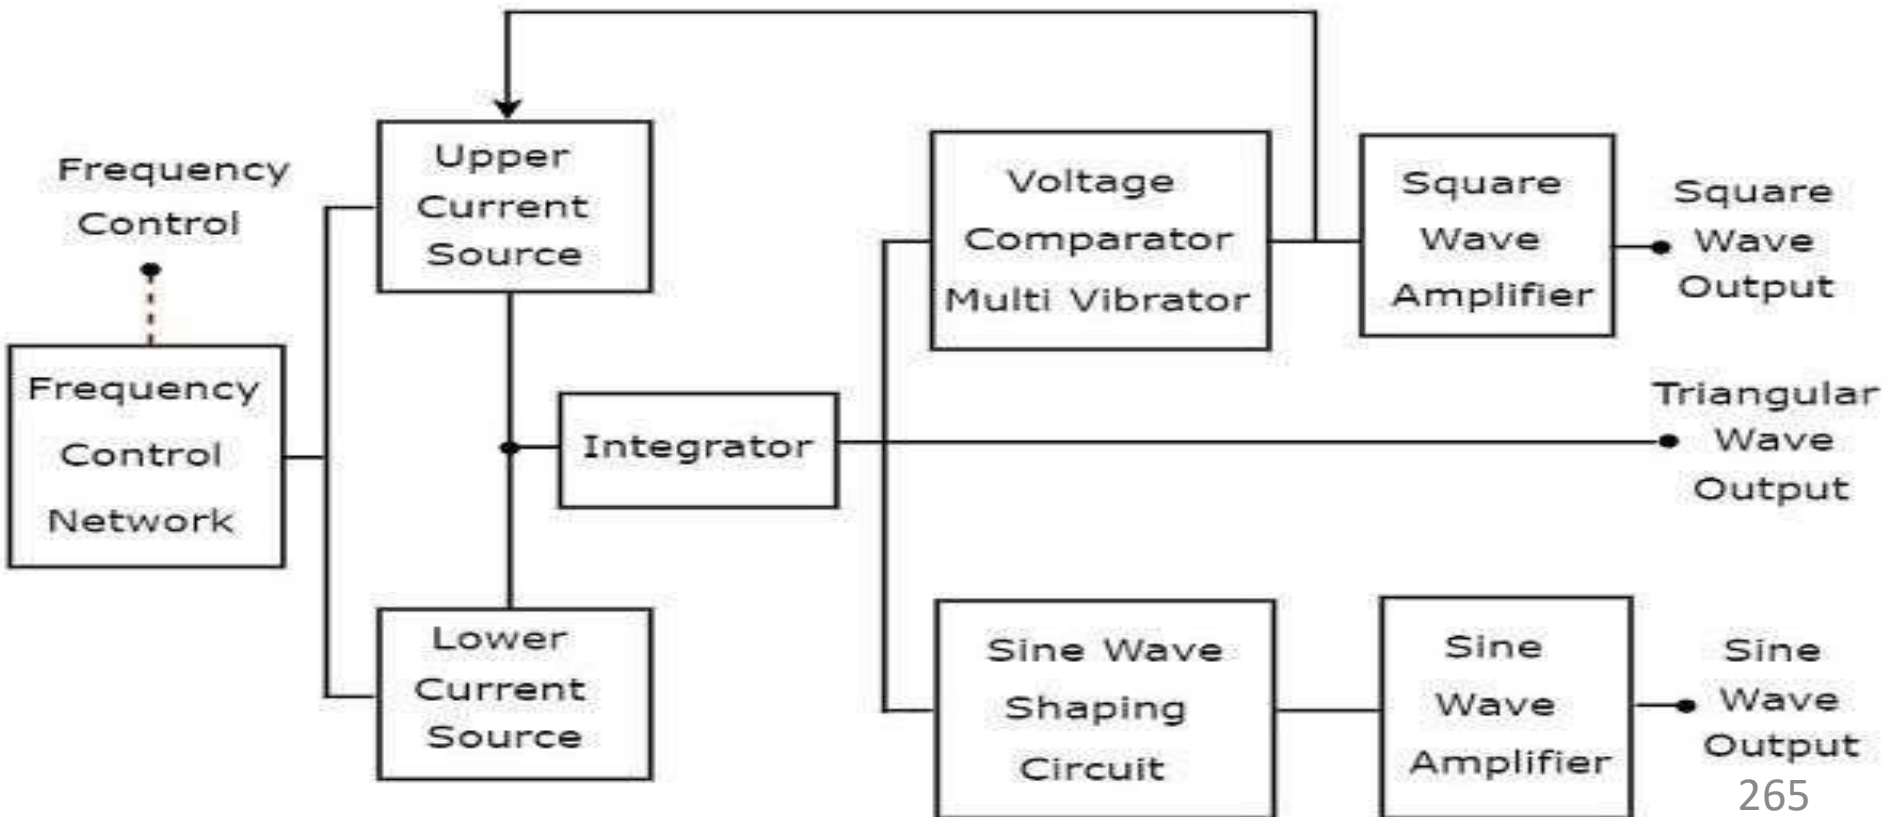 Frequency
Control
Frequency
Control
Network
Upper
Current
Source
Lower
Current
Source
Integrator
Voltage
Comparator
Multi Vibrator
Square
Wave
Amplifier
Square
Wave
Output
Triangular
Wave
Output
Sine Wave
Shaping
Circuit
Sine
Wave
Amplifier
Sine
Wave
Output
265